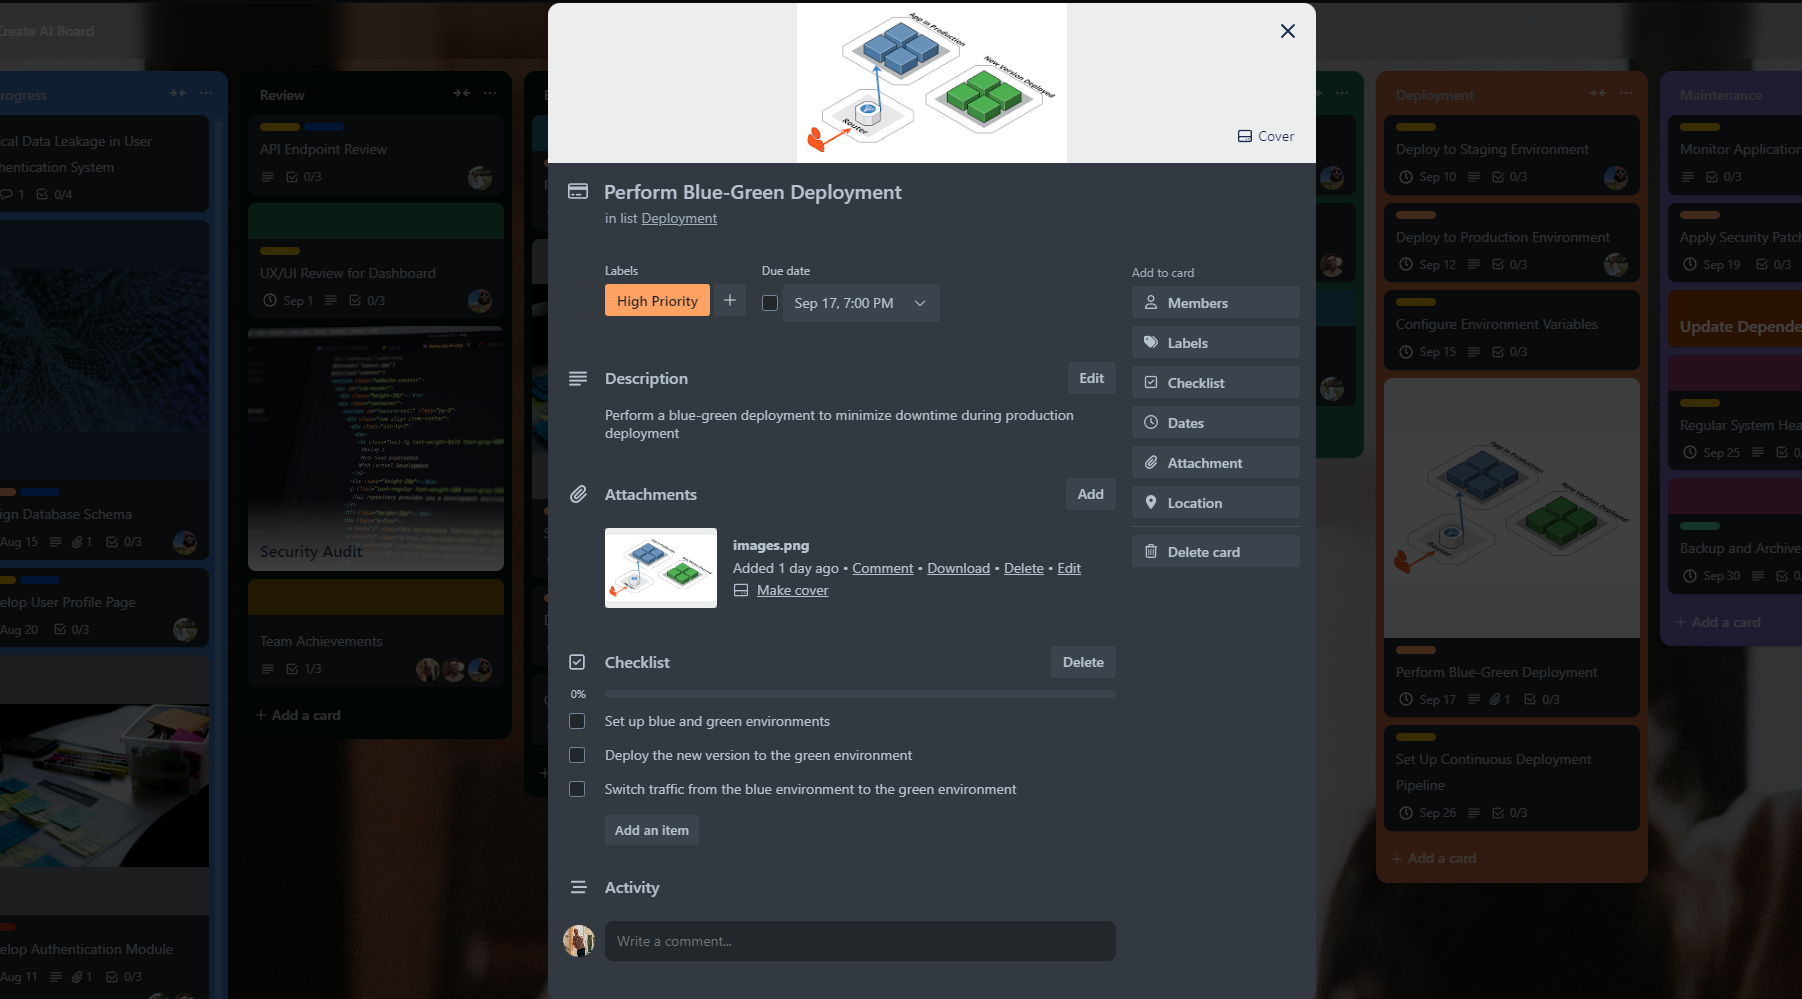 Create AI Board
rogress
ical Data Leakage in User
hentication System
1
0/4
ign Database Schema
Aug 15
1
0/3
elop User Profile Page
Aug 20
0/3
elop Authentication Module
Aug 11
1
0/3
Review
API Endpoint Review
0/3
UX/UI Review for Dashboard
Sep 1
0/3
Security Audit
Team Achievements
1/3
+ Add a card
App in Production
New Version Deployed
Router
Cover
Perform Blue-Green Deployment
in list Deployment
Labels
High Priority
Due date
Sep 17, 7:00 PM
Description
Edit
Perform a blue-green deployment to minimize downtime during production
deployment
Attachments
Add
images.png
Added 1 day ago • Comment • Download • Delete • Edit
Make cover
Checklist
Delete
0%
Set up blue and green environments
Deploy the new version to the green environment
Switch traffic from the blue environment to the green environment
Add an item
Activity
Write a comment...
Add to card
Members
Labels
Checklist
Dates
Attachment
Location
Delete card
Deployment
Deploy to Staging Environment
Sep 10
0/3
Deploy to Production Environment
Sep 12
0/3
Configure Environment Variables
Sep 15
0/3
App in Production
New Version Deployed
Router
Perform Blue-Green Deployment
Sep 17
1
0/3
Set Up Continuous Deployment
Pipeline
Sep 26
0/3
+ Add a card
Maintenance
Monitor Application
0/3
Apply Security Patch
Sep 19
0/3
Update Depende
Regular System Hea
Sep 25
0
Backup and Archive
Sep 30
0
+ Add a card